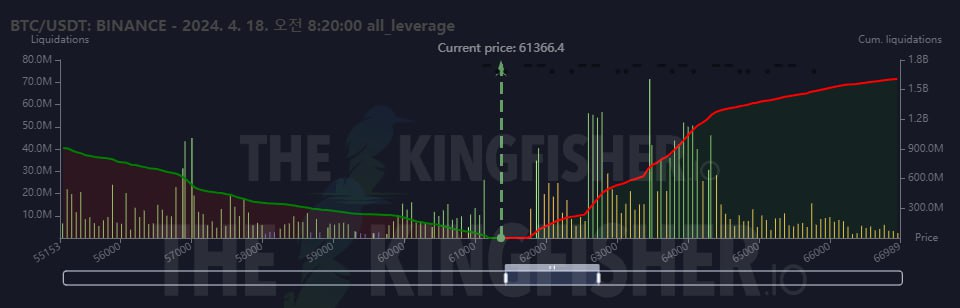 BTC/USDT: BINANCE - 2024. 4. 18. 오전 8:20:00 all_leverage
Liquidations
Current price: 61366.4
Cum. liquidations
80.0M
1.8B
70.0M
1.5B
60.0M
50.0M
1.2B
40.0M
900.0M
30.0M
600.0M
20.0M
300.0M
10.0M
Price
55153
56000
57000
58000
59000
60000
61000
62000
63000
64000
65000
66000
66989
THE KINGFISHER.io
THE KINGFISHER.io